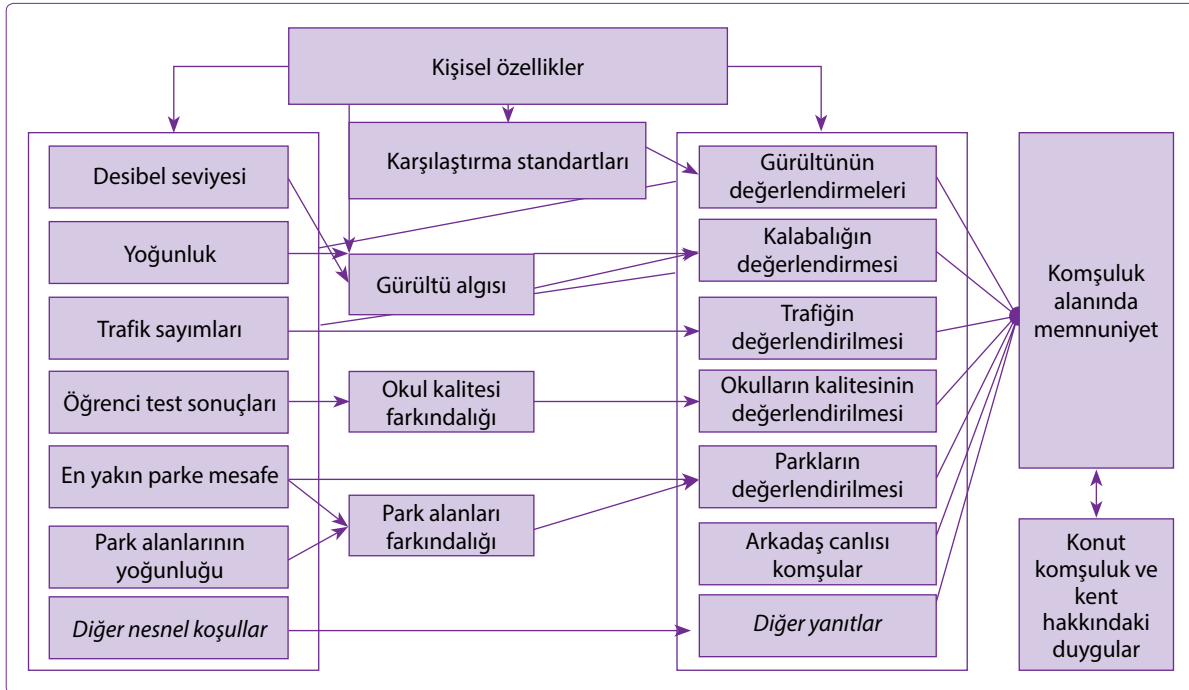 Kişisel özellikler
Karşılaştırma standartları
Desibel seviyesi
Yoğunluk
Trafik sayımları
Öğrenci test sonuçları
En yakın parke mesafe
Park alanlarının
yoğunluğu
Diğer nesnel koşullar
Gürültü algısı
Okul kalitesi
farkındalığı
Park alanları
farkındalığı
Gürültünün
değerlendirmeleri
Kalabalığın
değerlendirmesi
Trafiğin
değerlendirilmesi
Okulların kalitesinin
değerlendirilmesi
Parkların
değerlendirilmesi
Arkadaş canlısı
komşular
Diğer yanıtlar
Komşuluk
alanında
memnuniyet
Konut
komşuluk ve
kent
hakkındaki
duygular